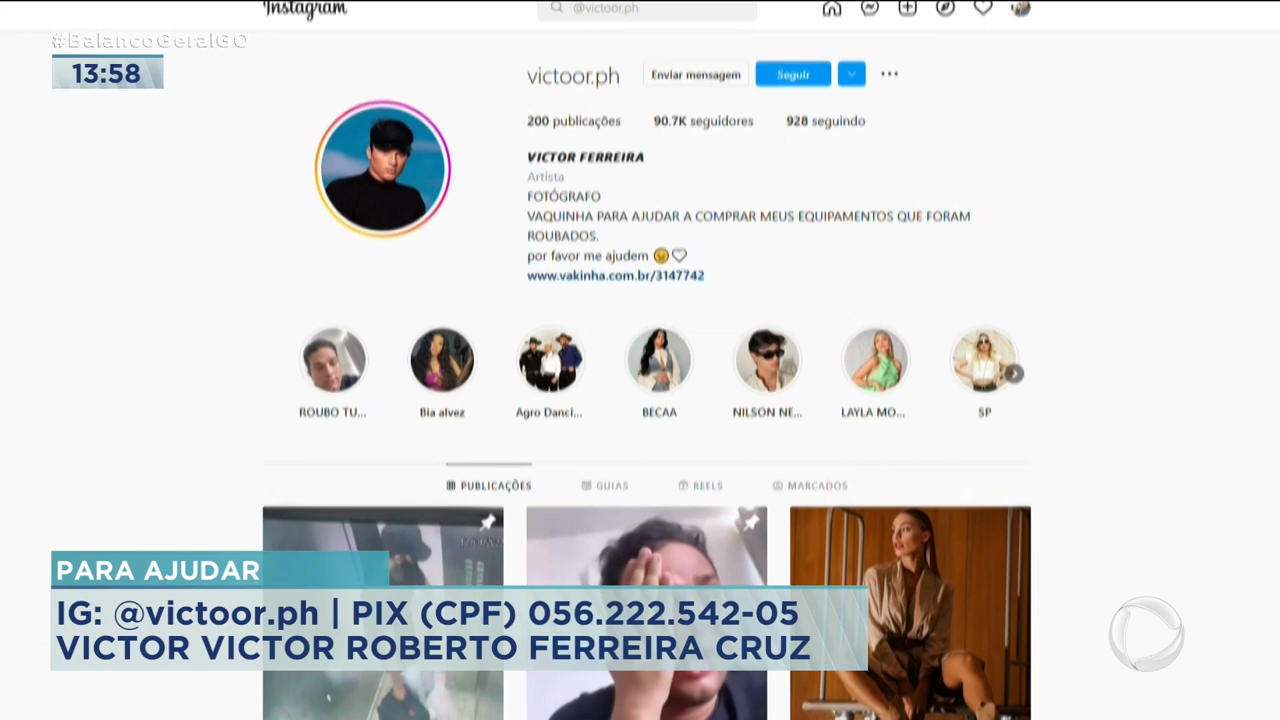 Instagram
@victoor.ph
#BalancoGeralGO
13:58
victoor.ph
Enviar mensagem
Seguir
200 publicações
90.7K seguidores
928 seguindo
VICTOR FERREIRA
Artista
FOTÓGRAFO
VAQUINHA PARA AJUDAR A COMPRAR MEUS EQUIPAMENTOS QUE FORAM
ROUBADOS.
por favor me ajudem
www.vakinha.com.br/3147742
ROUBO TU...
Bia alvez
Agro Danci...
BECAA
NILSON NE...
LAYLA MO...
SP
PUBLICAÇÕES
GUIAS
REELS
MARCADOS
PARA AJUDAR
IG: @victoor.ph | PIX (CPF) 056.222.542-05
VICTOR VICTOR ROBERTO FERREIRA CRUZ